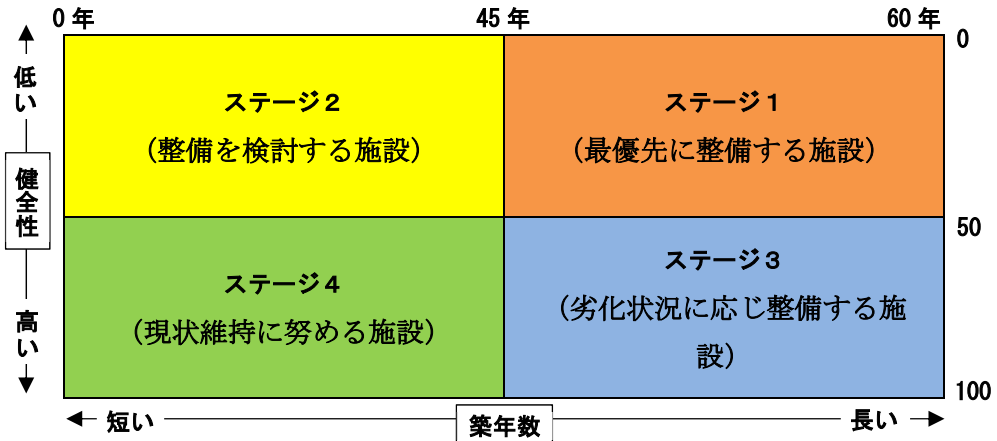 0 年
45 年
60 年
低い
健全性
高い
ステージ２
（整備を検討する施設）
ステージ１
（最優先に整備する施設）
0
50
ステージ４
（現状維持に努める施設）
ステージ３
（劣化状況に応じ整備する施
設）
100
短い
築年数
長い